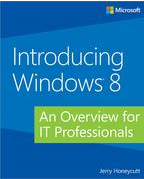 Microsoft
Introducing
Windows® 8
An Overview for
IT Professionals
Jerry Honeycutt